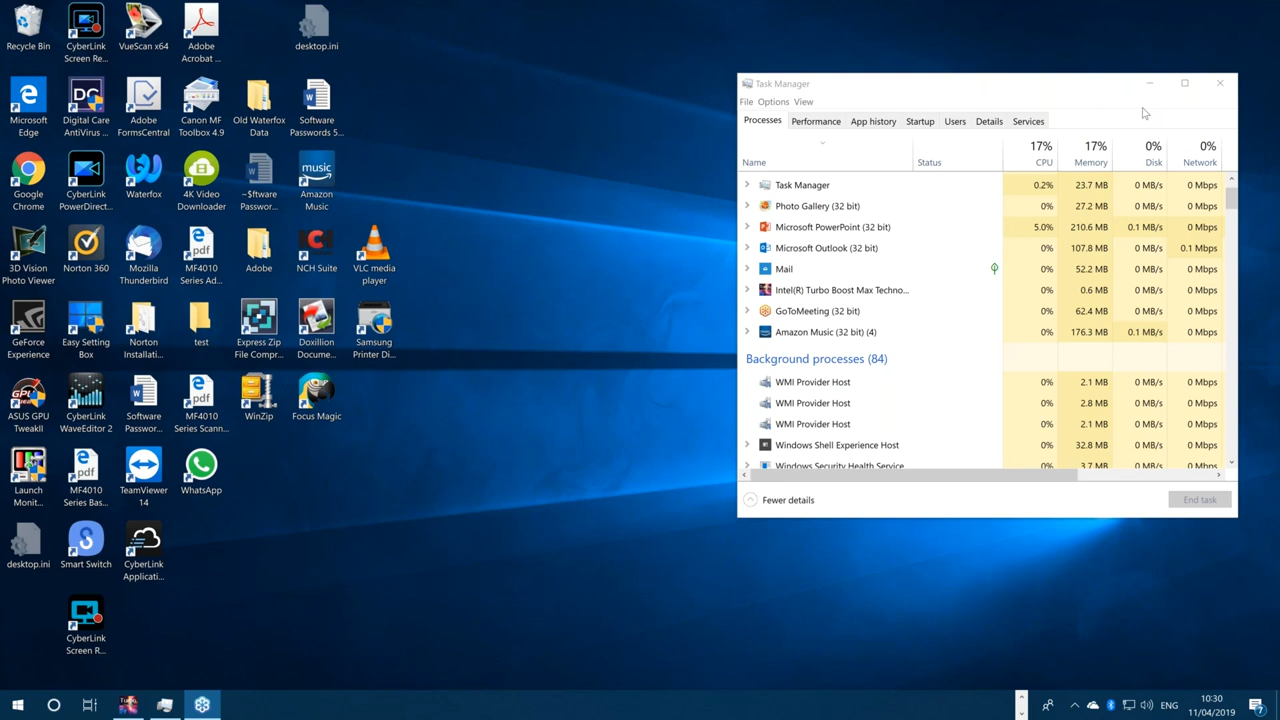 Recycle Bin
CyberLink
Screen Re...
VueScan x64
Adobe
Acrobat ...
desktop.ini
Microsoft
Edge
Digital Care
AntiVirus ...
Adobe
FormsCentral
Canon MF
Toolbox 4.9
Old Waterfox
Data
Software
Passwords 5...
Google
Chrome
CyberLink
PowerDirect...
Waterfox
4K Video
Downloader
~$ftware
Passwor...
music
Amazon
Music
3D Vision
Photo Viewer
Norton 360
Mozilla
Thunderbird
pdf
MF4010
Series Ad...
Adobe
NCH Suite
VLC media
player
GeForce
Experience
Easy Setting
Box
Norton
Installati...
test
Express Zip
File Compr...
Doxillion
Docume...
Samsung
Printer Di...
ASUS GPU
TweakII
CyberLink
WaveEditor 2
Software
Passwor...
pdf
MF4010
Series Scann...
WinZip
Focus Magic
Launch
Monit...
pdf
MF4010
Series Bas...
TeamViewer
14
WhatsApp
desktop.ini
Smart Switch
CyberLink
Applicati...
CyberLink
Screen R...
Task Manager
File Options View
Processes Performance App history Startup Users Details Services
17% 17% 0% 0%
Name Status CPU Memory Disk Network
Task Manager 0.2% 23.7 MB 0 MB/s 0 Mbps
Photo Gallery (32 bit) 0% 27.2 MB 0 MB/s 0 Mbps
Microsoft PowerPoint (32 bit) 5.0% 210.6 MB 0.1 MB/s 0 Mbps
Microsoft Outlook (32 bit) 0% 107.8 MB 0 MB/s 0.1 Mbps
Mail 0% 52.2 MB 0 MB/s 0 Mbps
Intel(R) Turbo Boost Max Techno... 0% 0.6 MB 0 MB/s 0 Mbps
GoToMeeting (32 bit) 0% 62.4 MB 0 MB/s 0 Mbps
Amazon Music (32 bit) (4) 0% 176.3 MB 0.1 MB/s 0 Mbps
Background processes (84)
WMI Provider Host 0% 2.1 MB 0 MB/s 0 Mbps
WMI Provider Host 0% 2.8 MB 0 MB/s 0 Mbps
WMI Provider Host 0% 2.1 MB 0 MB/s 0 Mbps
Windows Shell Experience Host 0% 32.8 MB 0 MB/s 0 Mbps
Windows Security Health Service 0% 3.7 MB 0 MB/s 0 Mbps
Fewer details
End task
ENG
10:30
11/04/2019